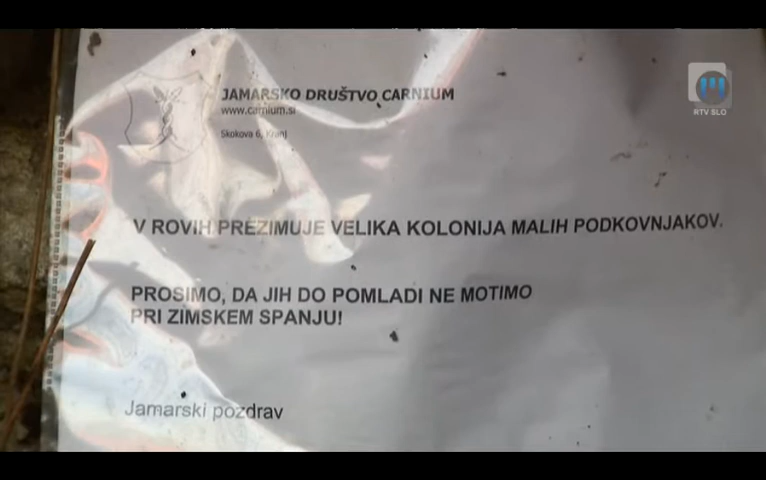 JAMARSKO DRUŠTVO CARNIUM
www.carnium.si
Skokova 6, Kranj
RTV SLO
V ROVIH PREZIMUJE VELIKA KOLONIJA MALIH PODKOVNJAKOV.
PROSIMO, DA JIH DO POMLADI NE MOTIMO
PRI ZIMSKEM SPANJU!
Jamarski pozdrav